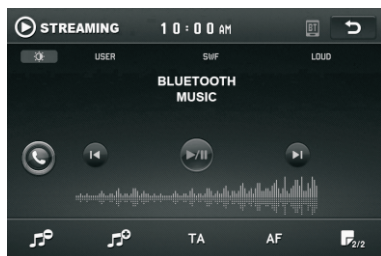 STREAMING 10:00 AM BT
USER SWF LOUD
BLUETOOTH
MUSIC
TA AF 2/2